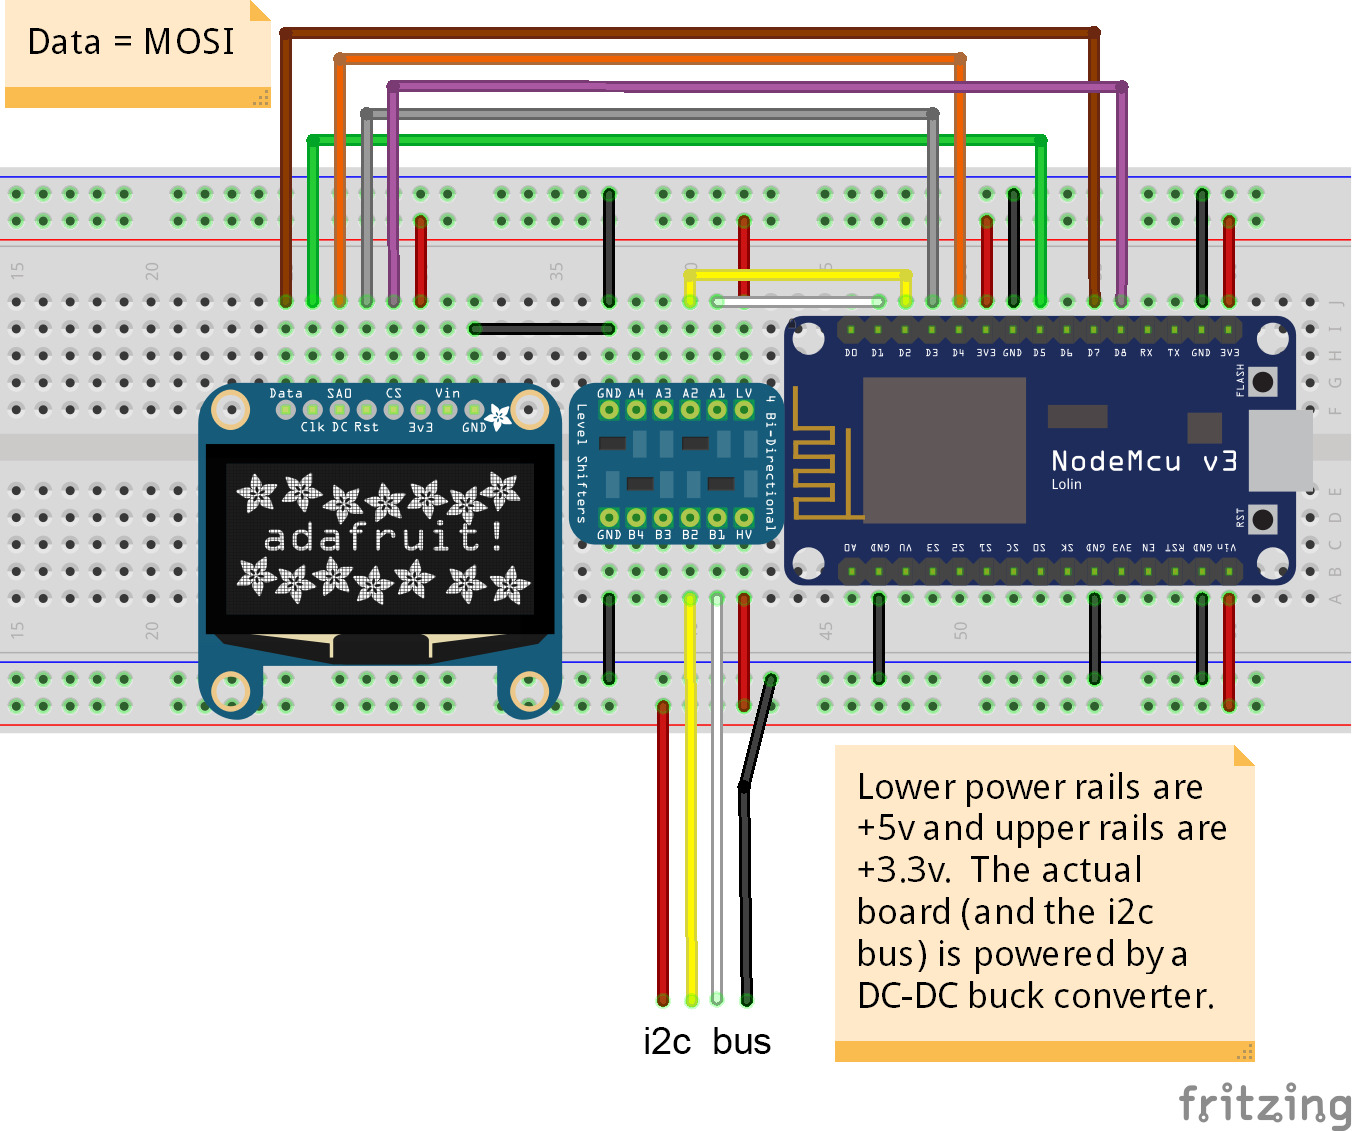 Data = MOSI
15
20
35
J
I
H
G
F
E
D
C
B
A
Data SAO CS Vin
Clk DC Rst 3v3 GND
adafruit!
GND A4 A3 A2 A1 LV
Level Shifters
4 Bi-Directional
GND B4 B3 B2 B1 HV
D0 D1 D2 D3 D4 3V3 GND D5 D6 D7 D8 RX TX GND 3V3
FLASH
NodeMcu v3
Lolin
RST
A0 GND VU S3 S2 S1 SC SO SK GND 3V3 EN RST GND Vin
15
20
45
50
Lower power rails are
+5v and upper rails are
+3.3v. The actual
board (and the i2c
bus) is powered by a
DC-DC buck converter.
i2c bus
fritzing